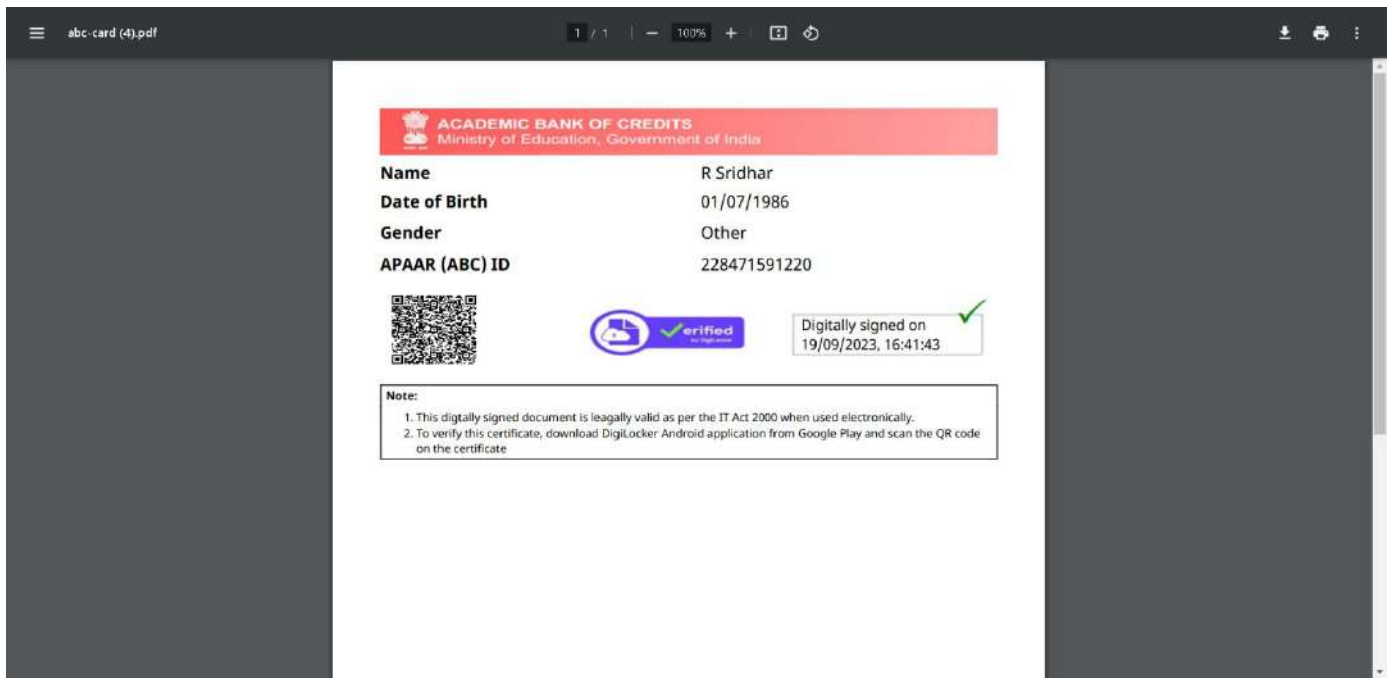 abc-card (4).pdf
1 / 1
100%
ACADEMIC BANK OF CREDITS
Ministry of Education, Government of India
Name R Sridhar
Date of Birth 01/07/1986
Gender Other
APAAR (ABC) ID 228471591220
erified
Digitally signed on
19/09/2023, 16:41:43
Note:
1. This digtally signed document is leagally valid as per the IT Act 2000 when used electronically.
2. To verify this certificate, download DigiLocker Android application from Google Play and scan the QR code
on the certificate